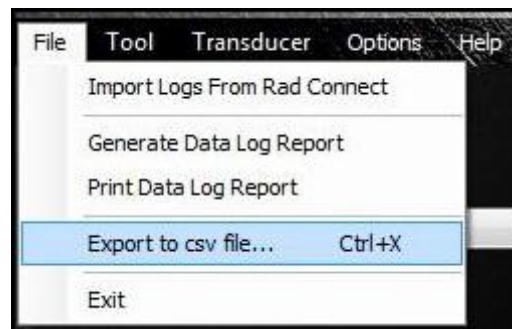 File Tool Transducer Options Help
Import Logs From Rad Connect
Generate Data Log Report
Print Data Log Report
Export to csv file... Ctrl+X
Exit